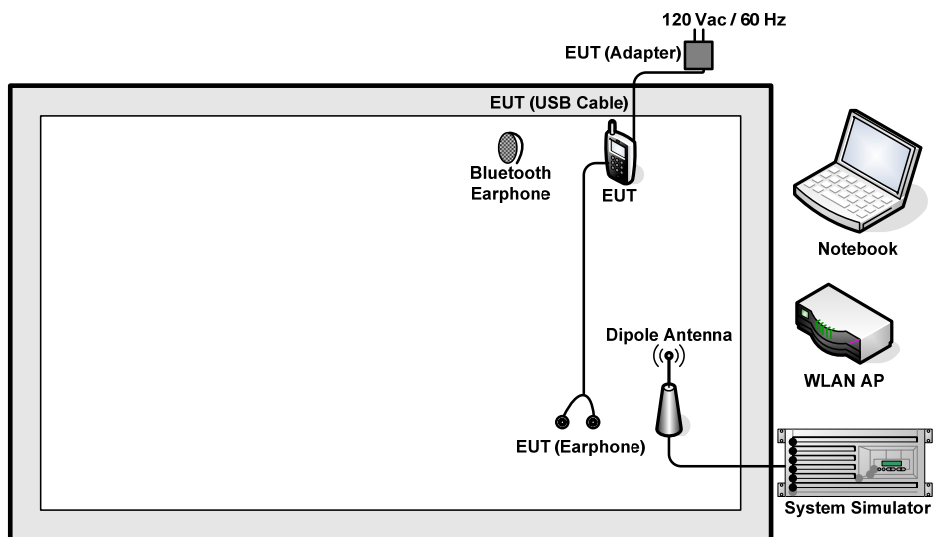 120 Vac / 60 Hz
EUT (Adapter)
EUT (USB Cable)
Bluetooth
Earphone
EUT
Notebook
Dipole Antenna
WLAN AP
EUT (Earphone)
System Simulator